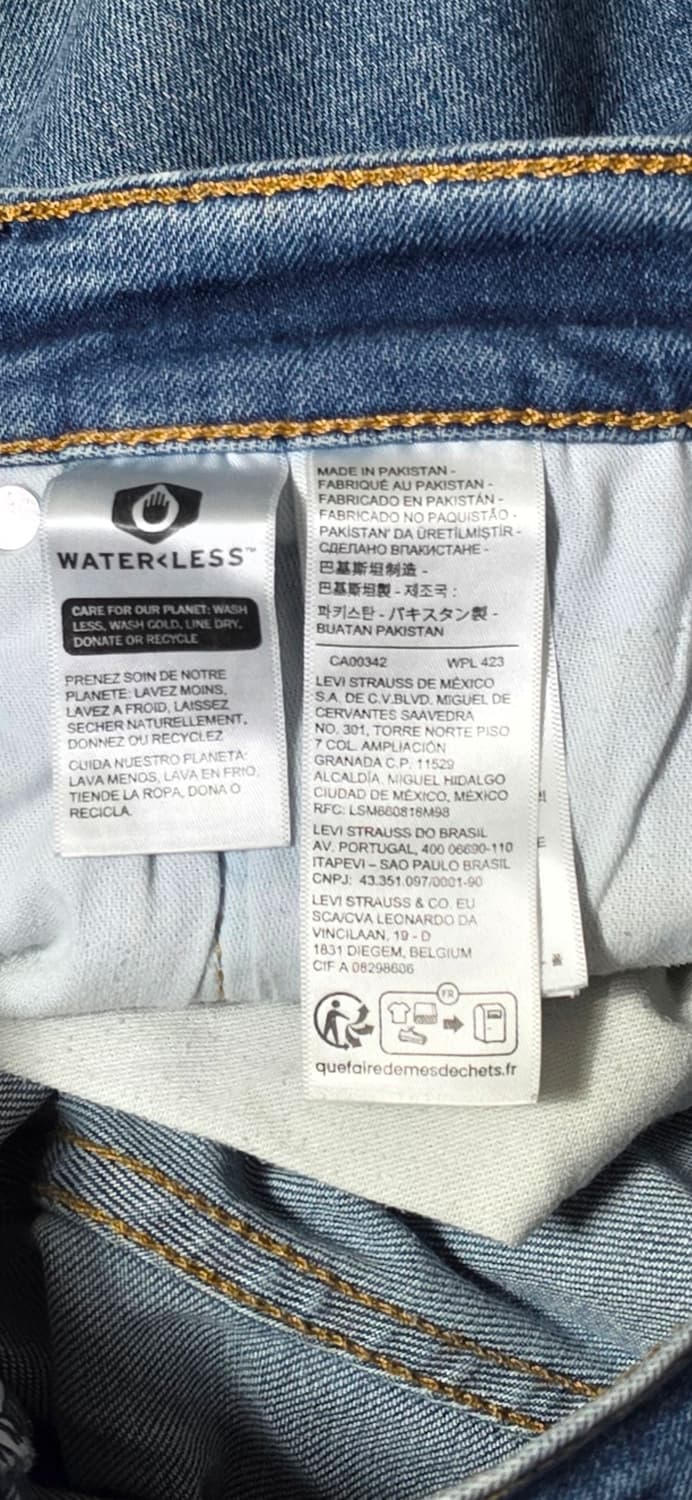 WATER<LESS™
CARE FOR OUR PLANET: WASH
LESS, WASH COLD, LINE DRY,
DONATE OR RECYCLE
PRENEZ SOIN DE NOTRE
PLANETE: LAVEZ MOINS,
LAVEZ A FROID, LAISSEZ
SECHER NATURELLEMENT,
DONNEZ OU RECYCLEZ
CUIDA NUESTRO PLANETA:
LAVA MENOS, LAVA EN FRIO,
TIENDE LA ROPA, DONA O
RECICLA.
MADE IN PAKISTAN -
FABRIQUÉ AU PAKISTAN -
FABRICADO EN PAKISTÁN -
FABRICADO NO PAQUISTÃO -
PAKİSTAN' DA ÜRETİLMİŞTİR -
СДЕЛАНО ВПАКИСТАНЕ -
巴基斯坦制造 -
巴基斯坦製 - 제조국 :
파키스탄 - パキスタン製 -
BUATAN PAKISTAN
CA00342 WPL 423
LEVI STRAUSS DE MÉXICO
S.A. DE C.V.BLVD. MIGUEL DE
CERVANTES SAAVEDRA
NO. 301, TORRE NORTE PISO
7 COL. AMPLIACIÓN
GRANADA C.P. 11529
ALCALDÍA. MIGUEL HIDALGO
CIUDAD DE MÉXICO, MÉXICO
RFC: LSM660816M98
LEVI STRAUSS DO BRASIL
AV. PORTUGAL, 400 06690-110
ITAPEVI – SAO PAULO BRASIL
CNPJ: 43.351.097/0001-90
LEVI STRAUSS & CO. EU
SCA/CVA LEONARDO DA
VINCILAAN, 19 - D
1831 DIEGEM, BELGIUM
CIF A 08298606
FR
quefairedemesdechets.fr